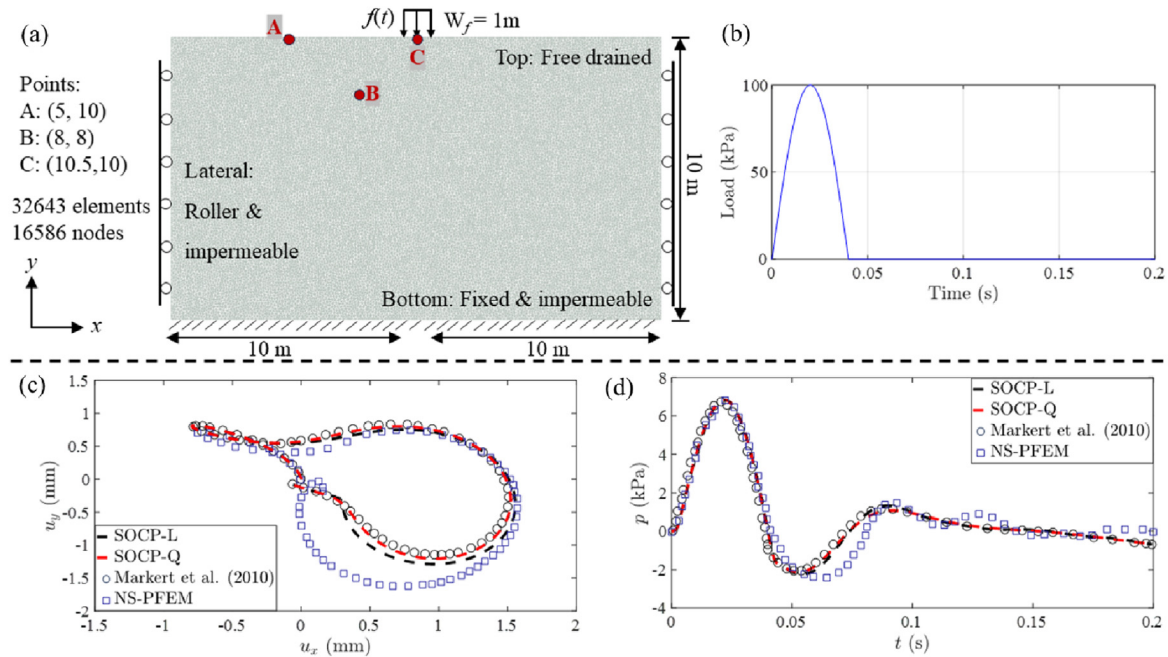 (a)
f(t)
W_f = 1m
A
C
B
Top: Free drained
Points:
A: (5, 10)
B: (8, 8)
C: (10.5,10)
32643 elements
16586 nodes
Lateral:
Roller &
impermeable
Bottom: Fixed & impermeable
10 m
y
x
10 m
10 m
(b)
100
50
0
Load (kPa)
0
0.05
0.1
0.15
0.2
Time (s)
(c)
1.5
1
0.5
0
-0.5
-1
-1.5
-2
u_y (mm)
SOCP-L
SOCP-Q
Markert et al. (2010)
NS-PFEM
-1.5
-1
-0.5
0
0.5
1
1.5
2
u_x (mm)
(d)
8
6
4
2
0
-2
-4
p (kPa)
SOCP-L
SOCP-Q
Markert et al. (2010)
NS-PFEM
0
0.05
0.1
0.15
0.2
t (s)